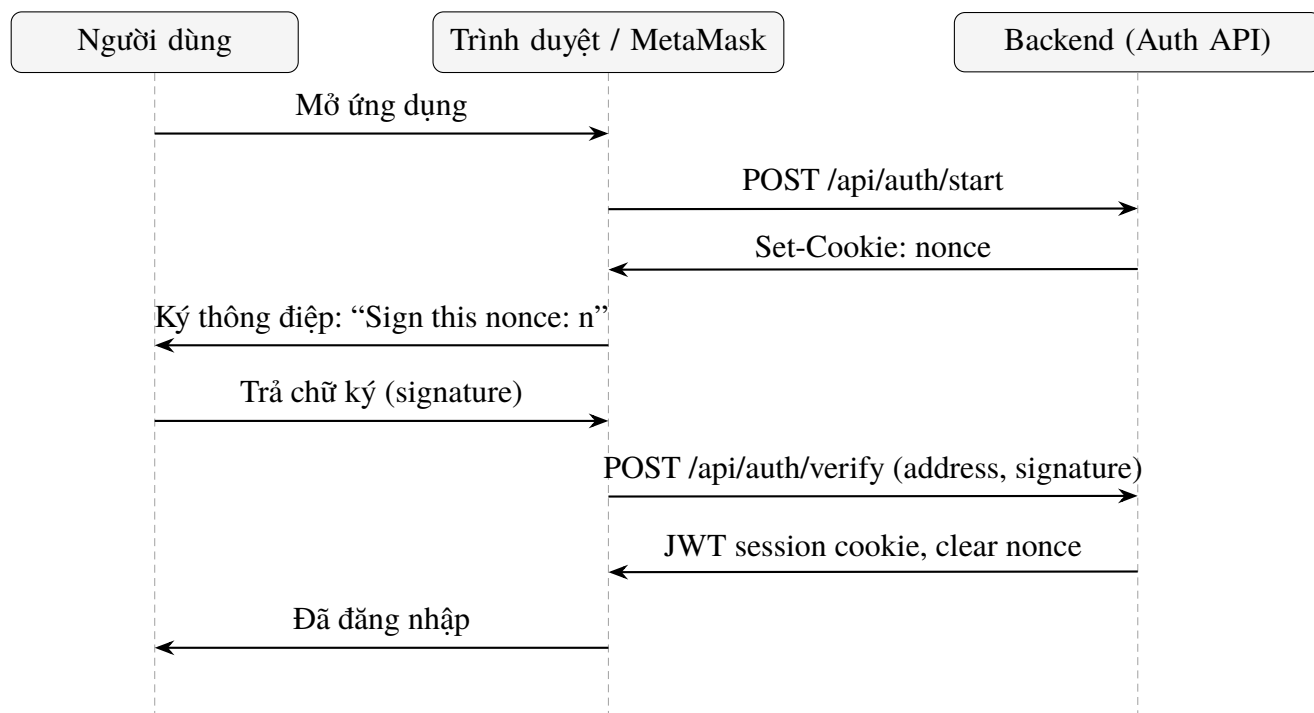 Người dùng
Trình duyệt / MetaMask
Backend (Auth API)
Mở ứng dụng
POST /api/auth/start
Set-Cookie: nonce
Ký thông điệp: “Sign this nonce: n”
Trả chữ ký (signature)
POST /api/auth/verify (address, signature)
JWT session cookie, clear nonce
Đã đăng nhập